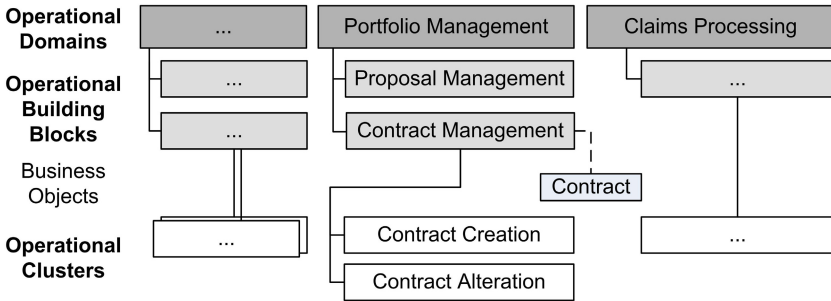 Operational
Domains
...
Portfolio Management
Claims Processing
Operational
Building
Blocks
...
Proposal Management
...
...
Contract Management
Business
Objects
Contract
Operational
Clusters
...
Contract Creation
...
Contract Alteration